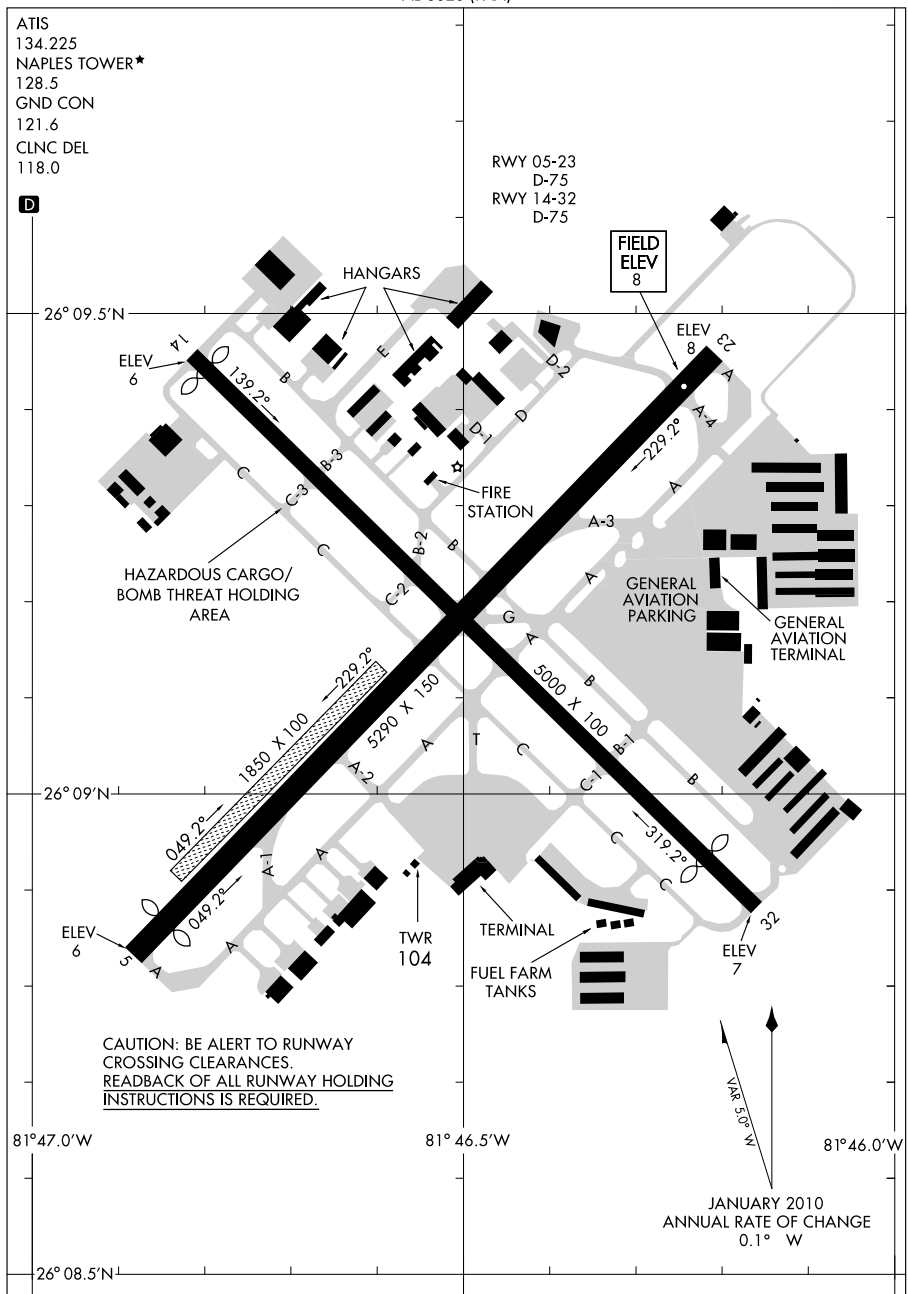 ATIS
134.225
NAPLES TOWER★
128.5
GND CON
121.6
CLNC DEL
118.0
D
RWY 05-23
D-75
RWY 14-32
D-75
FIELD
ELEV
8
HANGARS
26° 09.5'N
14
ELEV
6
139.2°
B
E
D-2
ELEV
8
23
A
A-4
D
D-1
229.2°
C
C-3
B-3
A
FIRE
STATION
A-3
C
B-2
B
HAZARDOUS CARGO/
BOMB THREAT HOLDING
AREA
C-2
A
GENERAL
AVIATION
PARKING
G
A
GENERAL
AVIATION
TERMINAL
229.2°
1850 X 100
5290 X 150
5000 X 100
B
A
T
C
B-1
A-2
C-1
B
26° 09'N
049.2°
A-1
A
C
319.2°
C
049.2°
ELEV
6
5
A
A
TWR
104
TERMINAL
FUEL FARM
TANKS
32
ELEV
7
CAUTION: BE ALERT TO RUNWAY
CROSSING CLEARANCES.
READBACK OF ALL RUNWAY HOLDING
INSTRUCTIONS IS REQUIRED.
VAR 5.0° W
81°47.0'W
81° 46.5'W
81°46.0'W
JANUARY 2010
ANNUAL RATE OF CHANGE
0.1° W
26° 08.5'N